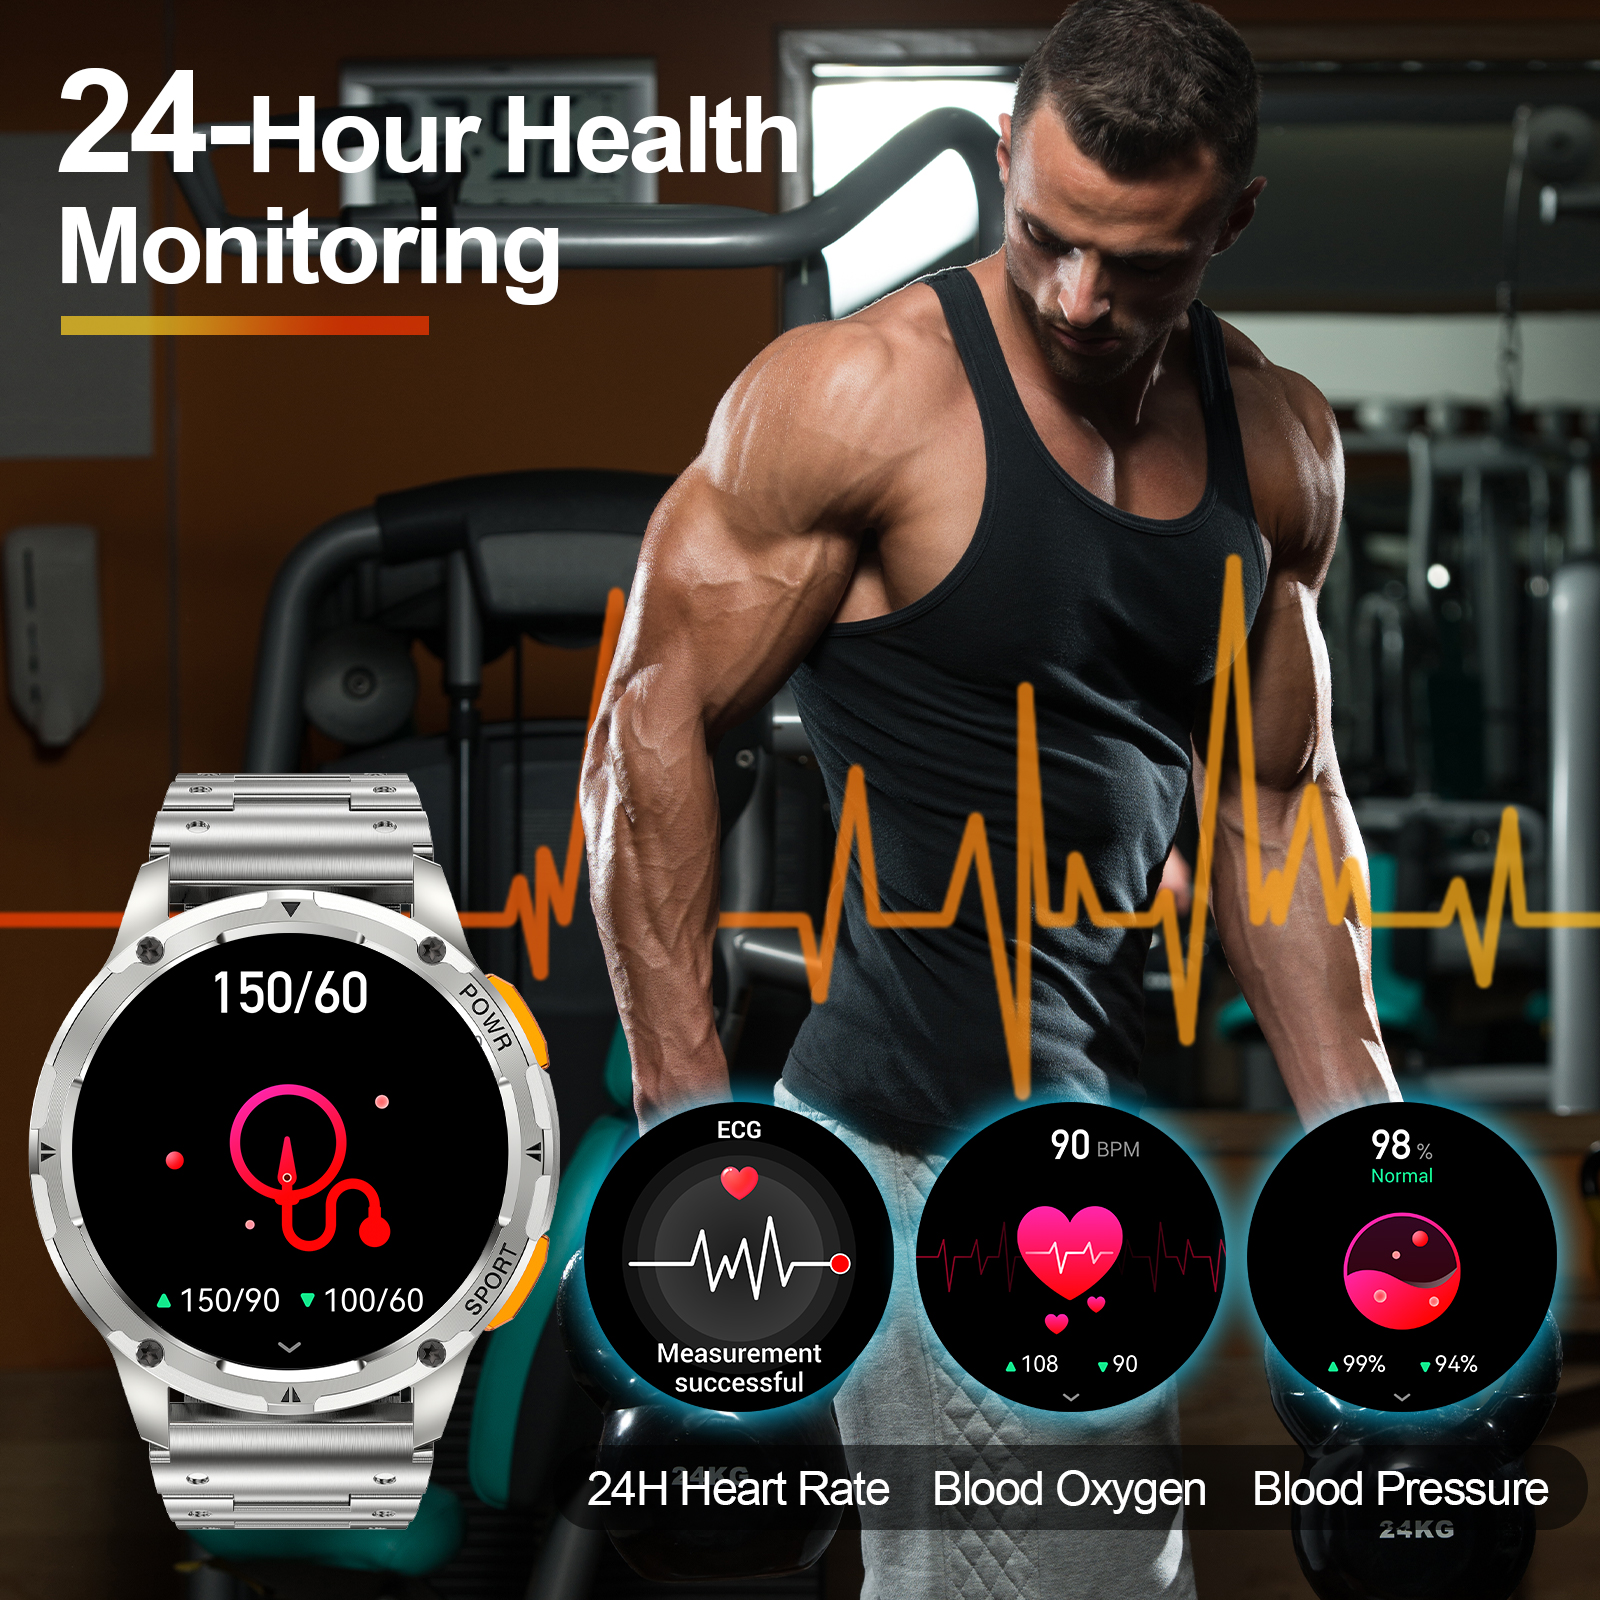 24-Hour Health
Monitoring
150/60
POWR
SPORT
▲ 150/90 ▼ 100/60
ECG
Measurement
successful
90 BPM
▲108 ▼90
98 %
Normal
▲99% ▼94%
24H Heart Rate Blood Oxygen Blood Pressure
24KG
24KG